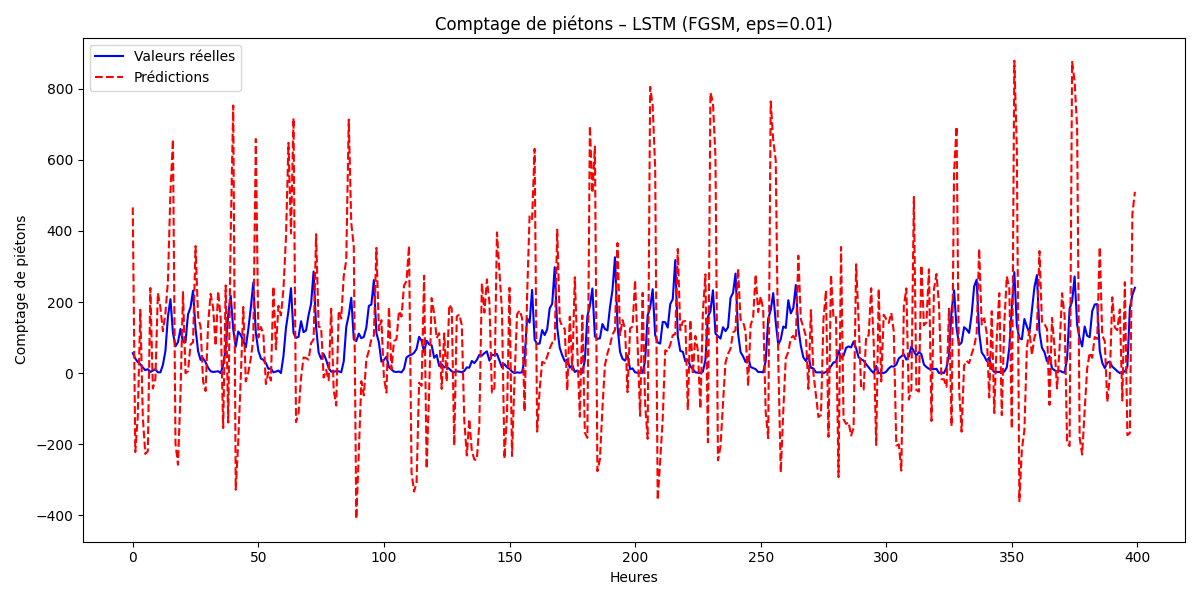 Comptage de piétons – LSTM (FGSM, eps=0.01)
Valeurs réelles
Prédictions
Comptage de piétons
800
600
400
200
0
−200
−400
0 50 100 150 200 250 300 350 400
Heures